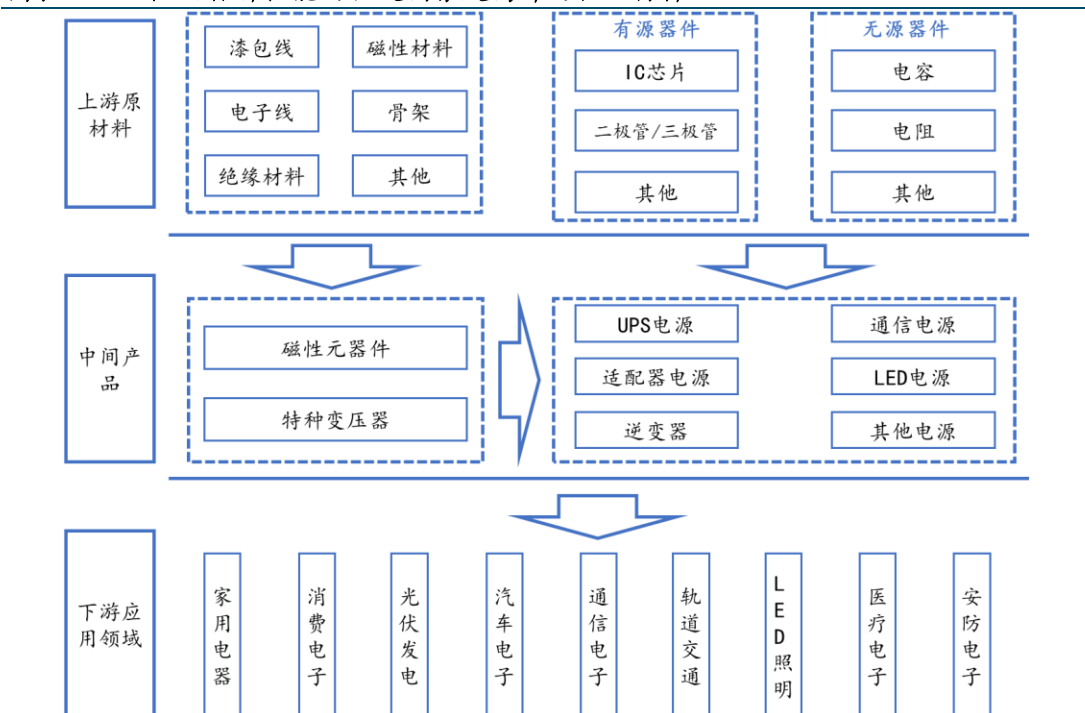 上游原
材料
漆包线
磁性材料
电子线
骨架
绝缘材料
其他
有源器件
IC芯片
二极管/三极管
其他
无源器件
电容
电阻
其他
中间产
品
磁性元器件
特种变压器
UPS电源
通信电源
适配器电源
LED电源
逆变器
其他电源
下游应
用领域
家用电器
消费电子
光伏发电
汽车电子
通信电子
轨道交通
LED照明
医疗电子
安防电子